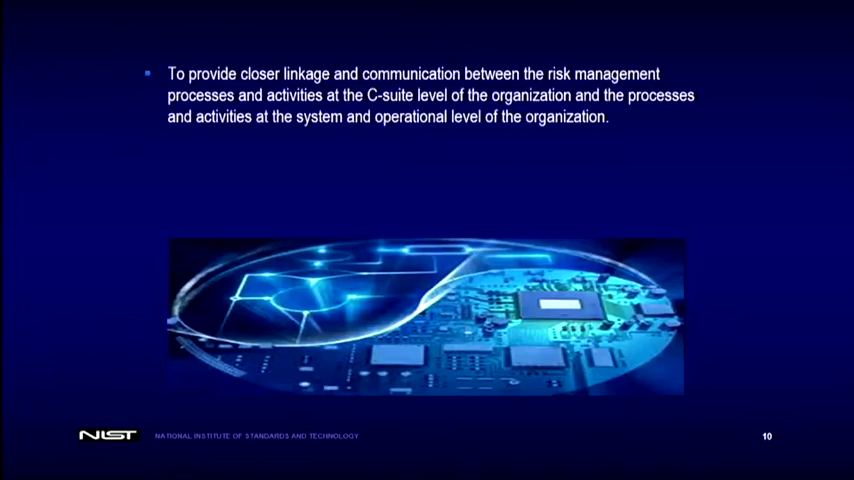 To provide closer linkage and communication between the risk management
processes and activities at the C-suite level of the organization and the processes
and activities at the system and operational level of the organization.
NIST NATIONAL INSTITUTE OF STANDARDS AND TECHNOLOGY
10